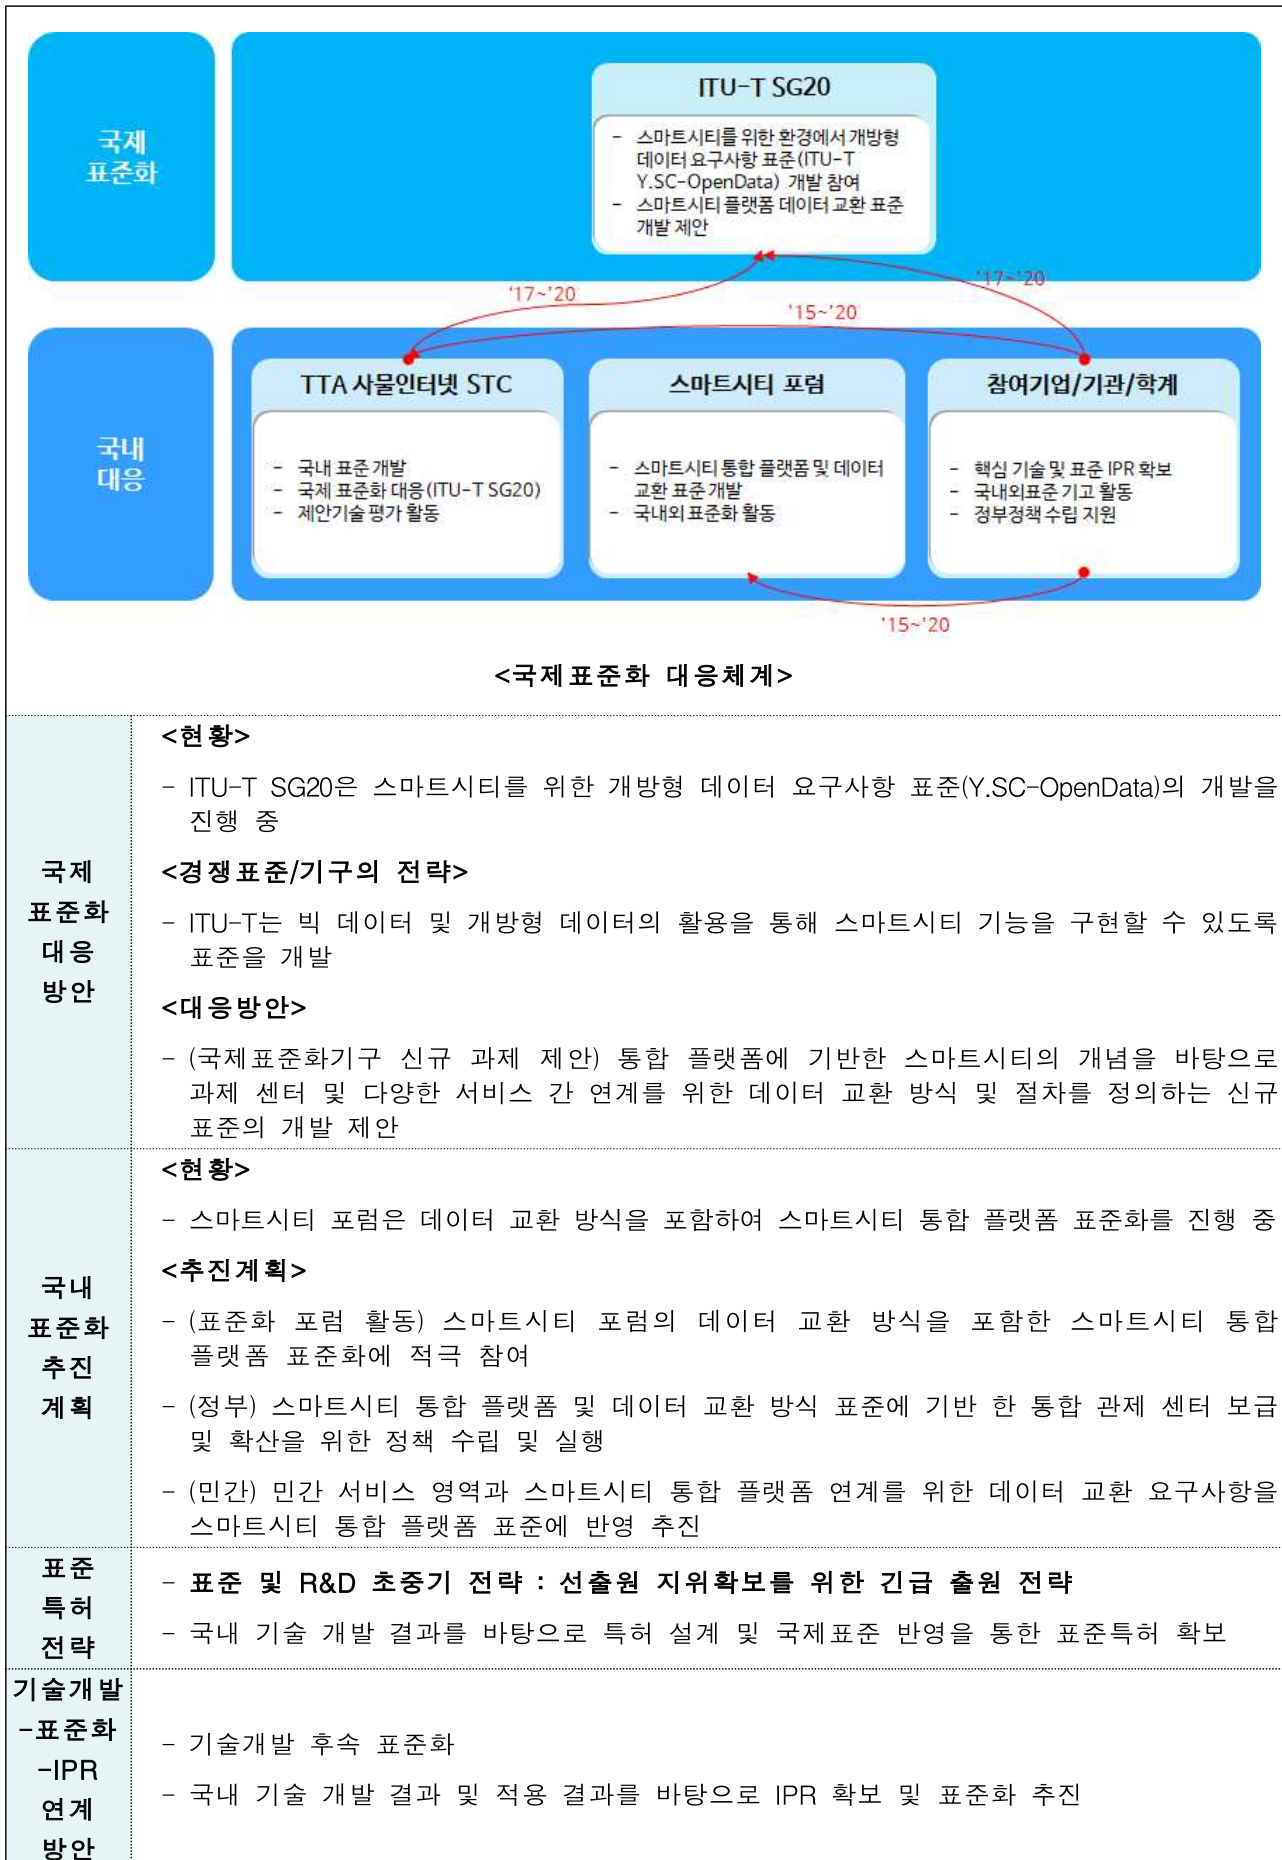 국제
표준화
ITU-T SG20
- 스마트시티를 위한 환경에서 개방형
데이터 요구사항 표준(ITU-T
Y.SC-OpenData) 개발 참여
- 스마트시티 플랫폼 데이터 교환 표준
개발 제안
'17~'20
'17~'20
'15~'20
국내
대응
TTA 사물인터넷 STC
- 국내 표준 개발
- 국제 표준화 대응(ITU-T SG20)
- 제안기술 평가 활동
스마트시티 포럼
- 스마트시티 통합 플랫폼 및 데이터
교환 표준 개발
- 국내외 표준화 활동
참여기업/기관/학계
- 핵심 기술 및 표준 IPR 확보
- 국내외표준 기고 활동
- 정부정책 수립 지원
'15~'20
<국제표준화 대응체계>
국제
표준화
대응
방안
<현황>
- ITU-T SG20은 스마트시티를 위한 개방형 데이터 요구사항 표준(Y.SC-OpenData)의 개발을
진행 중
<경쟁표준/기구의 전략>
- ITU-T는 빅 데이터 및 개방형 데이터의 활용을 통해 스마트시티 기능을 구현할 수 있도록
표준을 개발
<대응방안>
- (국제표준화기구 신규 과제 제안) 통합 플랫폼에 기반한 스마트시티의 개념을 바탕으로
과제 센터 및 다양한 서비스 간 연계를 위한 데이터 교환 방식 및 절차를 정의하는 신규
표준의 개발 제안
국내
표준화
추진
계획
<현황>
- 스마트시티 포럼은 데이터 교환 방식을 포함하여 스마트시티 통합 플랫폼 표준화를 진행 중
<추진계획>
- (표준화 포럼 활동) 스마트시티 포럼의 데이터 교환 방식을 포함한 스마트시티 통합
플랫폼 표준화에 적극 참여
- (정부) 스마트시티 통합 플랫폼 및 데이터 교환 방식 표준에 기반 한 통합 관제 센터 보급
및 확산을 위한 정책 수립 및 실행
- (민간) 민간 서비스 영역과 스마트시티 통합 플랫폼 연계를 위한 데이터 교환 요구사항을
스마트시티 통합 플랫폼 표준에 반영 추진
표준
특허
전략
- 표준 및 R&D 초중기 전략 : 선출원 지위확보를 위한 긴급 출원 전략
- 국내 기술 개발 결과를 바탕으로 특허 설계 및 국제표준 반영을 통한 표준특허 확보
기술개발
-표준화
-IPR
연계
방안
- 기술개발 후속 표준화
- 국내 기술 개발 결과 및 적용 결과를 바탕으로 IPR 확보 및 표준화 추진